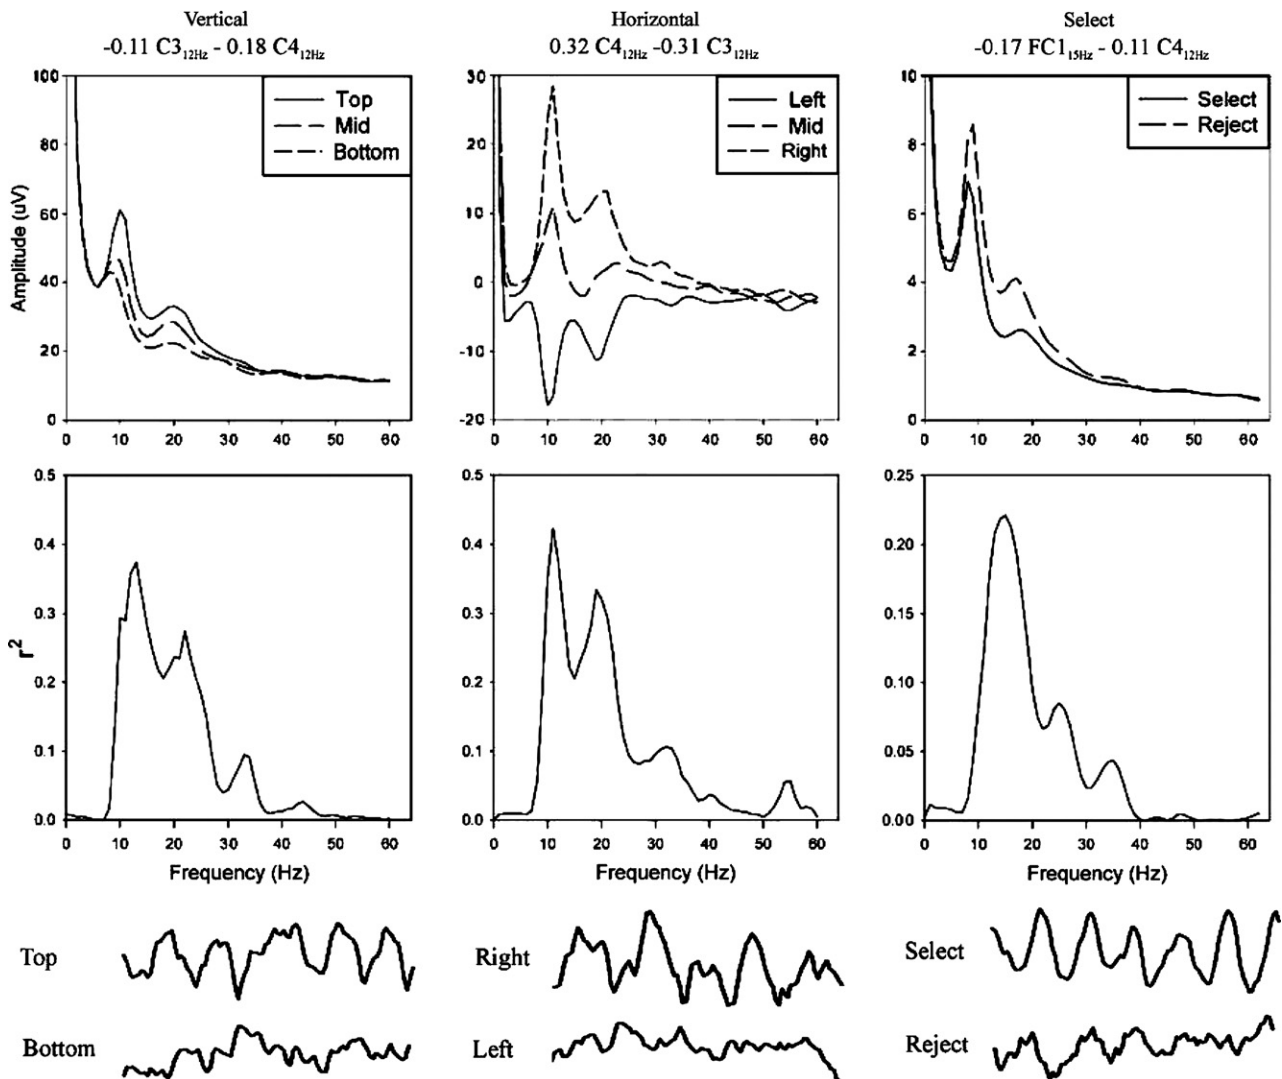 Vertical
-0.11 C3₁₂Hz - 0.18 C4₁₂Hz
Horizontal
0.32 C4₁₂Hz -0.31 C3₁₂Hz
Select
-0.17 FC1₁₅Hz - 0.11 C4₁₂Hz
Amplitude (uV)
100
80
60
40
20
0
0 10 20 30 40 50 60
Top
Mid
Bottom
30
20
10
0
-10
-20
0 10 20 30 40 50 60
Left
Mid
Right
10
8
6
4
2
0
0 10 20 30 40 50 60
Select
Reject
r²
0.5
0.4
0.3
0.2
0.1
0.0
0 10 20 30 40 50 60
Frequency (Hz)
0.5
0.4
0.3
0.2
0.1
0.0
0 10 20 30 40 50 60
Frequency (Hz)
0.25
0.20
0.15
0.10
0.05
0.00
0 10 20 30 40 50 60
Frequency (Hz)
Top
Right
Select
Bottom
Left
Reject